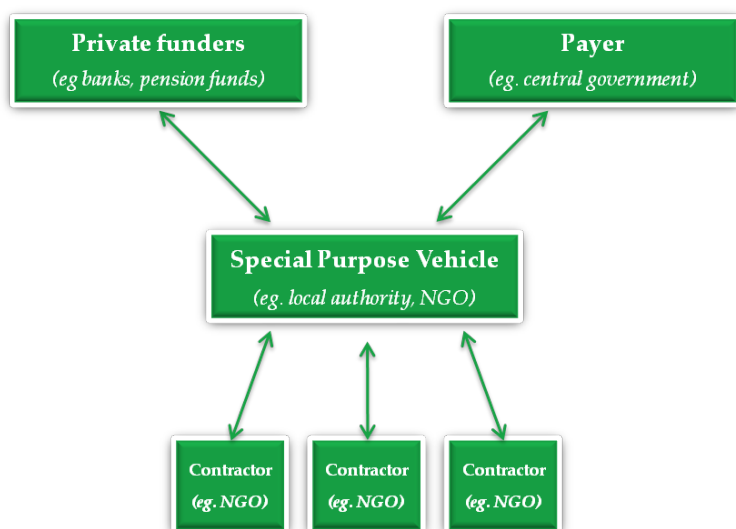 Private funders
(eg banks, pension funds)
Payer
(eg. central government)
Special Purpose Vehicle
(eg. local authority, NGO)
Contractor
(eg. NGO)
Contractor
(eg. NGO)
Contractor
(eg. NGO)